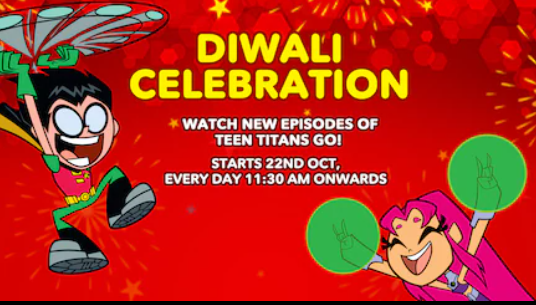 DIWALI
CELEBRATION
WATCH NEW EPISODES OF
TEEN TITANS GO!
STARTS 22ND OCT,
EVERY DAY 11:30 AM ONWARDS